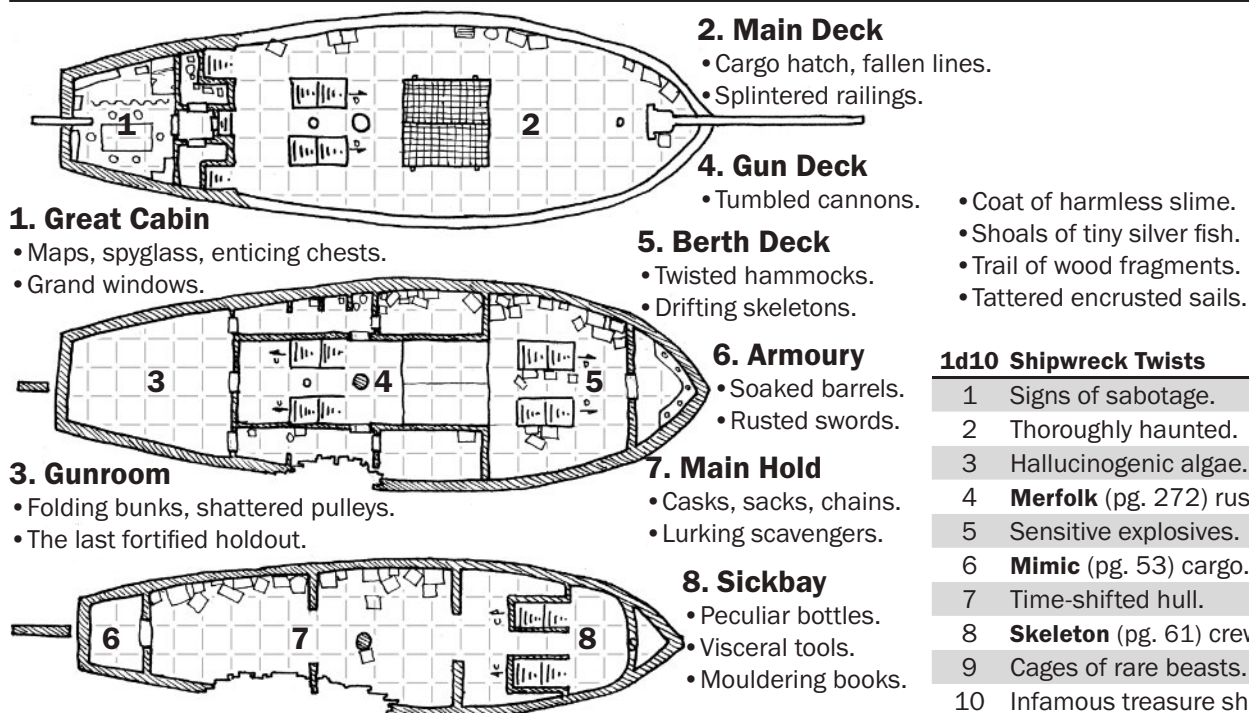 2. Main Deck
• Cargo hatch, fallen lines.
• Splintered railings.
1
2
4. Gun Deck
• Tumbled cannons.
1. Great Cabin
• Maps, spyglass, enticing chests.
• Grand windows.
5. Berth Deck
• Twisted hammocks.
• Drifting skeletons.
• Coat of harmless slime.
• Shoals of tiny silver fish.
• Trail of wood fragments.
• Tattered encrusted sails.
3
4
5
6. Armoury
• Soaked barrels.
• Rusted swords.
3. Gunroom
• Folding bunks, shattered pulleys.
• The last fortified holdout.
7. Main Hold
• Casks, sacks, chains.
• Lurking scavengers.
6
7
8
8. Sickbay
• Peculiar bottles.
• Visceral tools.
• Mouldering books.
1d10 Shipwreck Twists
1 Signs of sabotage.
2 Thoroughly haunted.
3 Hallucinogenic algae.
4 Merfolk (pg. 272)
5 Sensitive explosives.
6 Mimic (pg. 53) cargo.
7 Time-shifted hull.
8 Skeleton (pg. 61)
9 Cages of rare beasts.
10 Infamous treasure